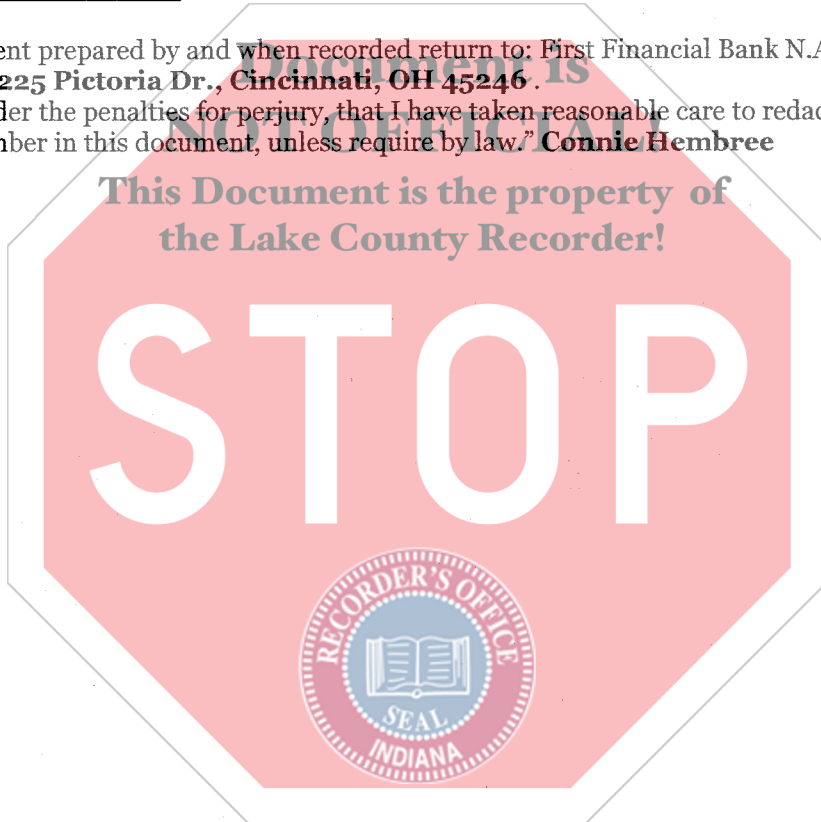 ent prepared by and when recorded return to: First Financial Bank N.A
225 Pictoria Dr., Cincinnati, OH 45246 .
der the penalties for perjury, that I have taken reasonable care to redac
nber in this document, unless require by law.” Connie Hembree
Document is
NOT OFFICIAL!
This Document is the property of
the Lake County Recorder!
STOP
RECORDER'S OFFICE
SEAL
INDIANA